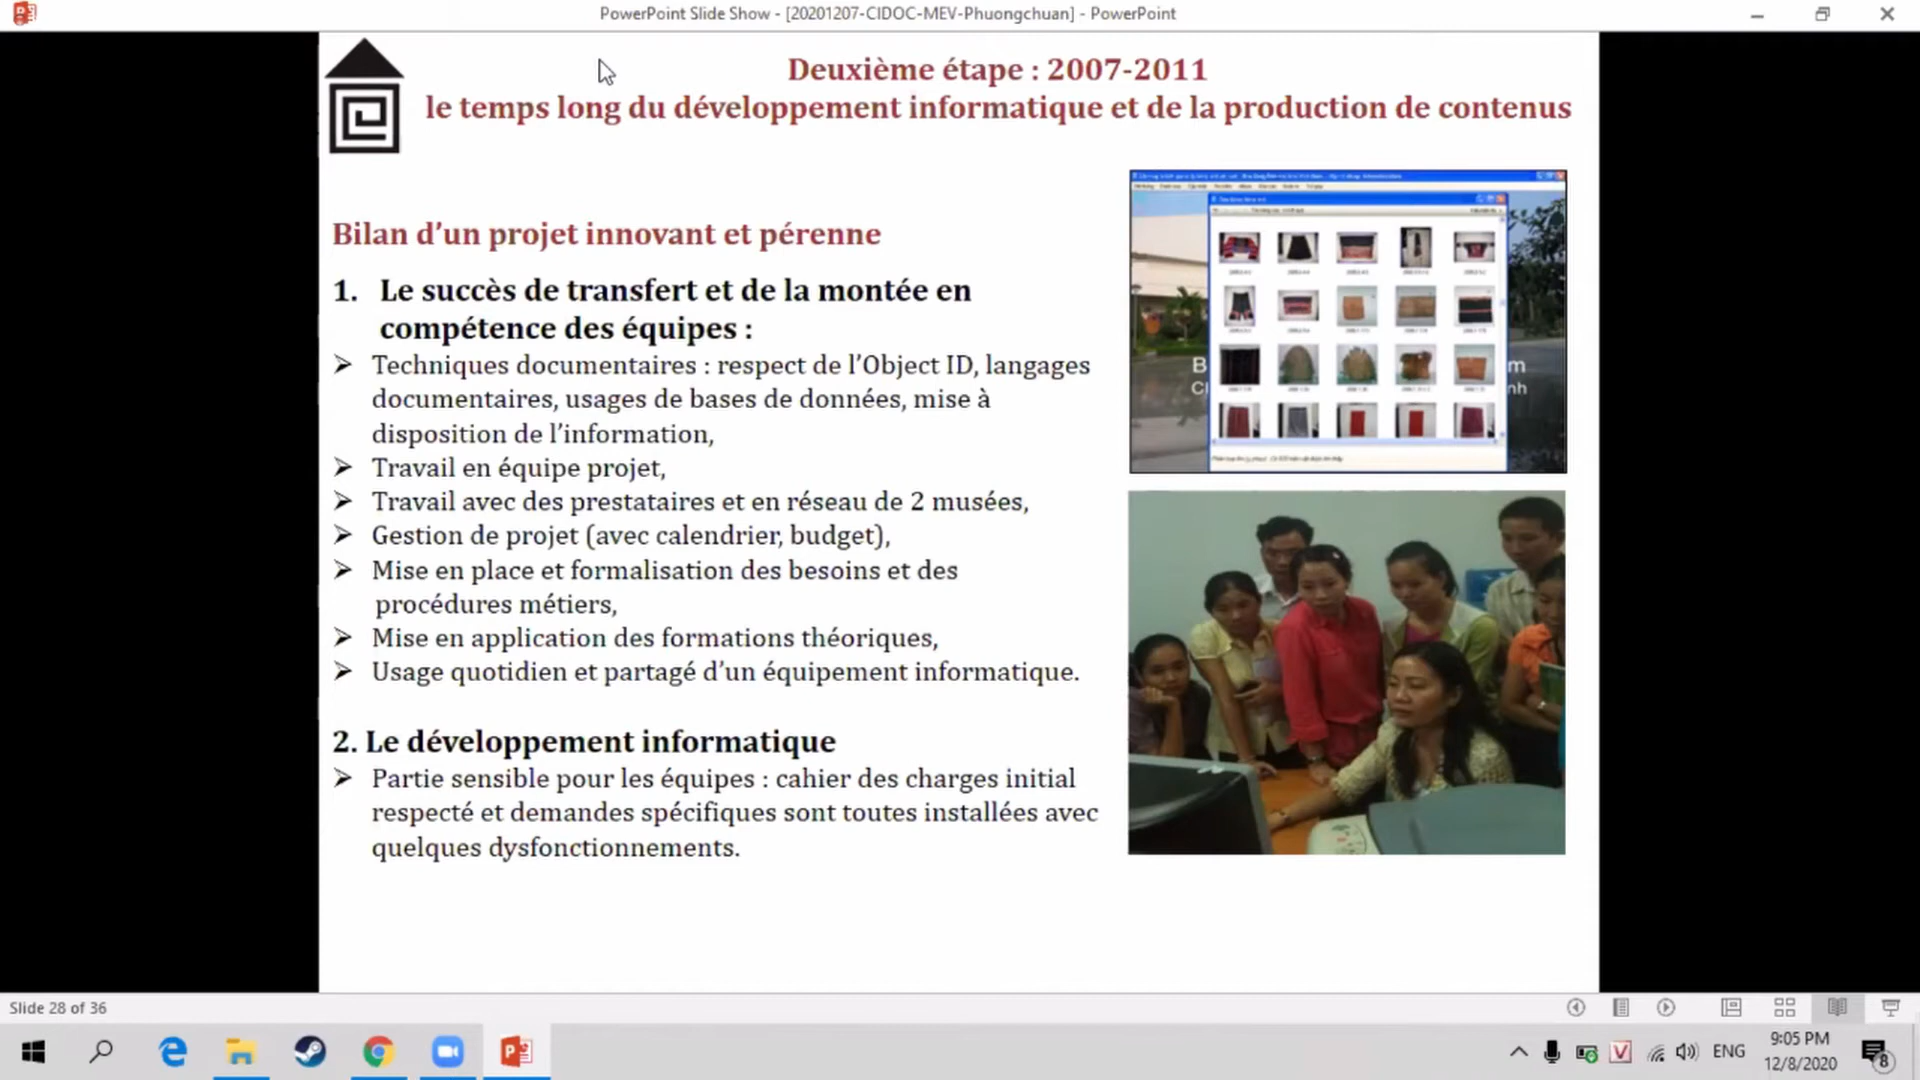 PowerPoint Slide Show - [20201207-CIDOC-MEV-Phuongchuan] - PowerPoint
Deuxième étape : 2007-2011
le temps long du développement informatique et de la production de contenus
Bilan d’un projet innovant et pérenne
1. Le succès de transfert et de la montée en
compétence des équipes :
Techniques documentaires : respect de l’Object ID, langages
documentaires, usages de bases de données, mise à
disposition de l’information,
Travail en équipe projet,
Travail avec des prestataires et en réseau de 2 musées,
Gestion de projet (avec calendrier, budget),
Mise en place et formalisation des besoins et des
procédures métiers,
Mise en application des formations théoriques,
Usage quotidien et partagé d’un équipement informatique.
2. Le développement informatique
Partie sensible pour les équipes : cahier des charges initial
respecté et demandes spécifiques sont toutes installées avec
quelques dysfonctionnements.
Slide 28 of 36
ENG
9:05 PM
12/8/2020
8